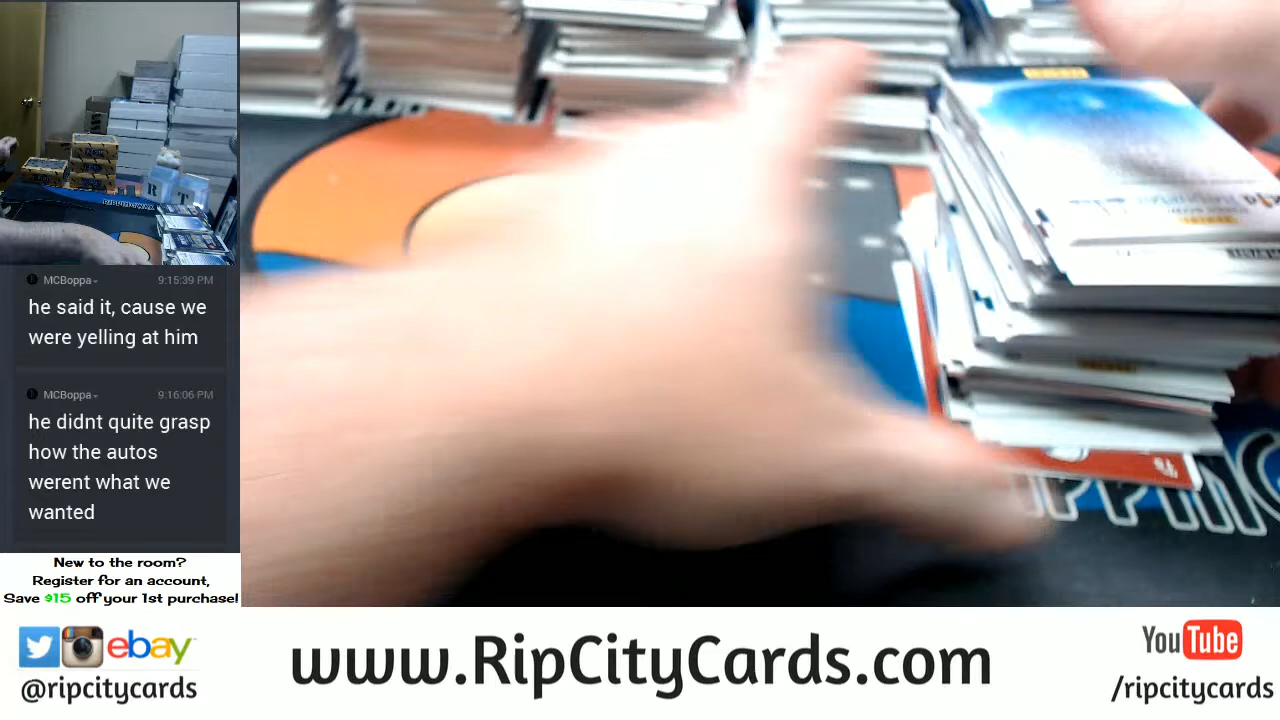 MCBoppa
9:15:39 PM
he said it, cause we
were yelling at him
MCBoppa
9:16:06 PM
he didnt quite grasp
how the autos
werent what we
wanted
New to the room?
Register for an account,
Save $15 off your 1st purchase!
ebay
@ripcitycards
www.RipCityCards.com
YouTube
/ripcitycards